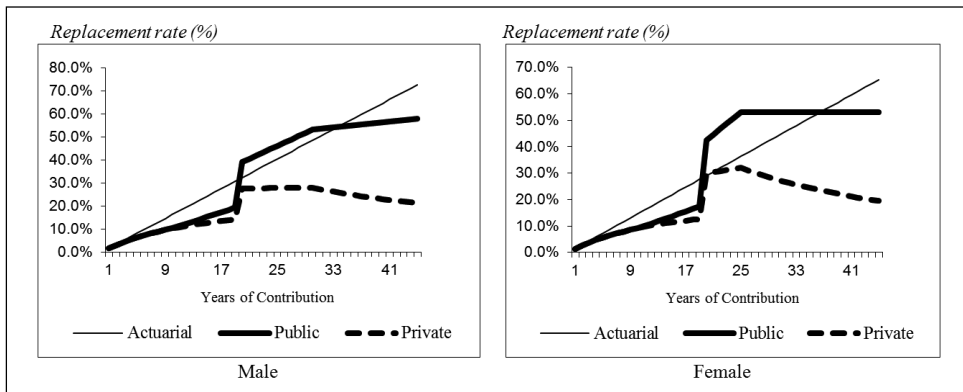 Replacement rate (%)
80.0%
70.0%
60.0%
50.0%
40.0%
30.0%
20.0%
10.0%
0.0%
1 9 17 25 33 41
Years of Contribution
Actuarial Public Private
Male
Replacement rate (%)
70.0%
60.0%
50.0%
40.0%
30.0%
20.0%
10.0%
0.0%
1 9 17 25 33 41
Years of Contribution
Actuarial Public Private
Female